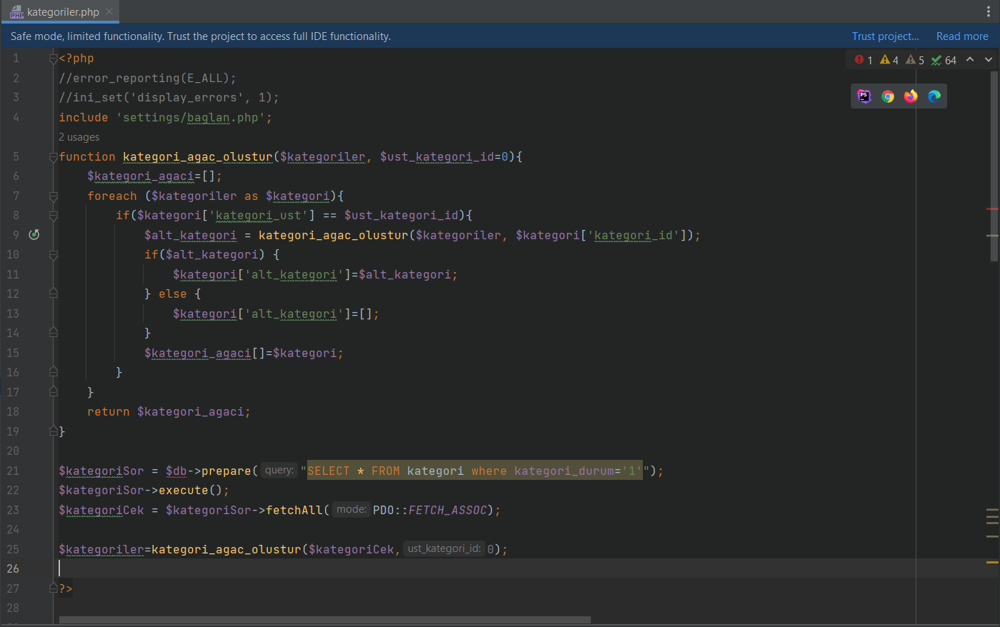 kategoriler.php
Safe mode, limited functionality. Trust the project to access full IDE functionality. Trust project... Read more
1 <?php
1 4 5 64
2 //error_reporting(E_ALL);
3 //ini_set('display_errors', 1);
4 include 'settings/baglan.php';
2 usages
5 function kategori_agac_olustur($kategoriler, $ust_kategori_id=0){
6 $kategori_agaci=[];
7 foreach ($kategoriler as $kategori){
8 if($kategori['kategori_ust'] == $ust_kategori_id){
9 $alt_kategori = kategori_agac_olustur($kategoriler, $kategori['kategori_id']);
10 if($alt_kategori) {
11 $kategori['alt_kategori']=$alt_kategori;
12 } else {
13 $kategori['alt_kategori']=[];
14 }
15 $kategori_agaci[]=$kategori;
16 }
17 }
18 return $kategori_agaci;
19 }
20
21 $kategoriSor = $db->prepare( query: "SELECT * FROM kategori where kategori_durum='1'");
22 $kategoriSor->execute();
23 $kategoriCek = $kategoriSor->fetchAll( mode: PDO::FETCH_ASSOC);
24
25 $kategoriler=kategori_agac_olustur($kategoriCek, ust_kategori_id: 0);
26
27 ?>
28